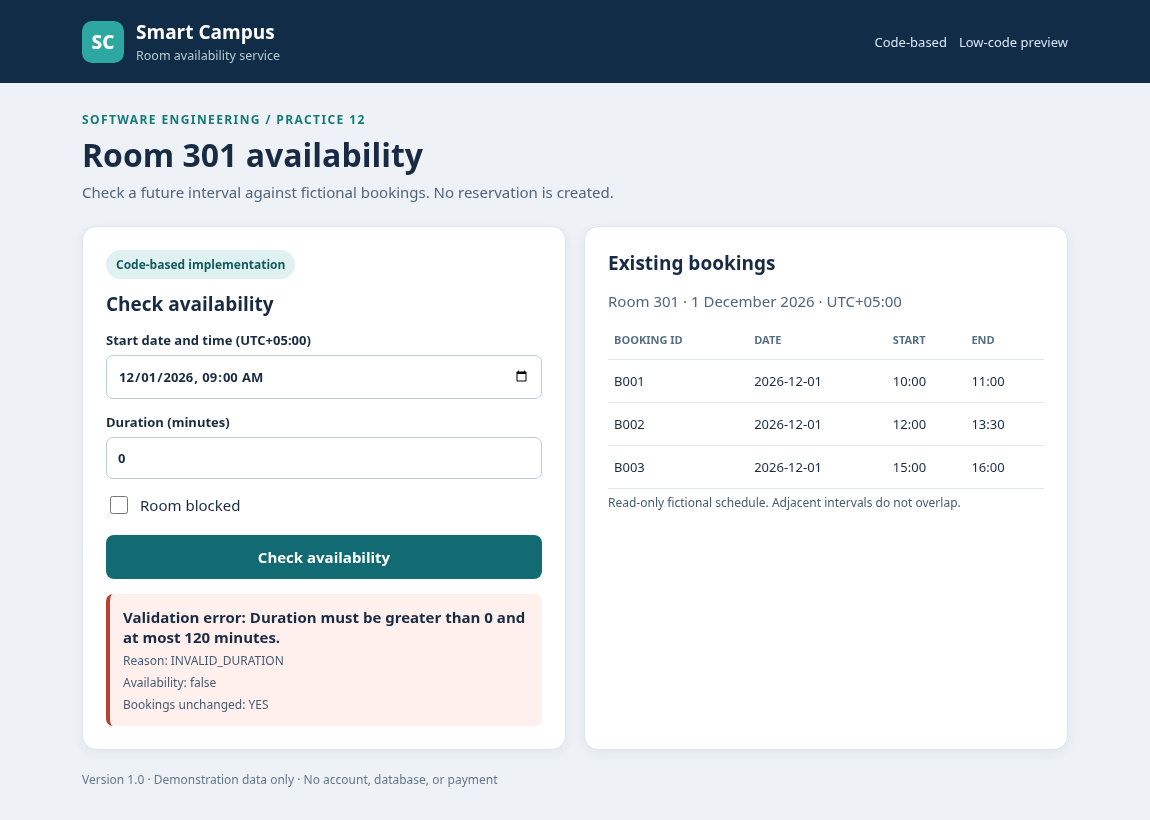 SC
Smart Campus
Room availability service
Code-based Low-code preview
SOFTWARE ENGINEERING / PRACTICE 12
Room 301 availability
Check a future interval against fictional bookings. No reservation is created.
Code-based implementation
Check availability
Start date and time (UTC+05:00)
12/01/2026, 09:00 AM
Duration (minutes)
0
Room blocked
Check availability
Validation error: Duration must be greater than 0 and
at most 120 minutes.
Reason: INVALID_DURATION
Availability: false
Bookings unchanged: YES
Existing bookings
Room 301 · 1 December 2026 · UTC+05:00
BOOKING ID DATE START END
B001 2026-12-01 10:00 11:00
B002 2026-12-01 12:00 13:30
B003 2026-12-01 15:00 16:00
Read-only fictional schedule. Adjacent intervals do not overlap.
Version 1.0 · Demonstration data only · No account, database, or payment